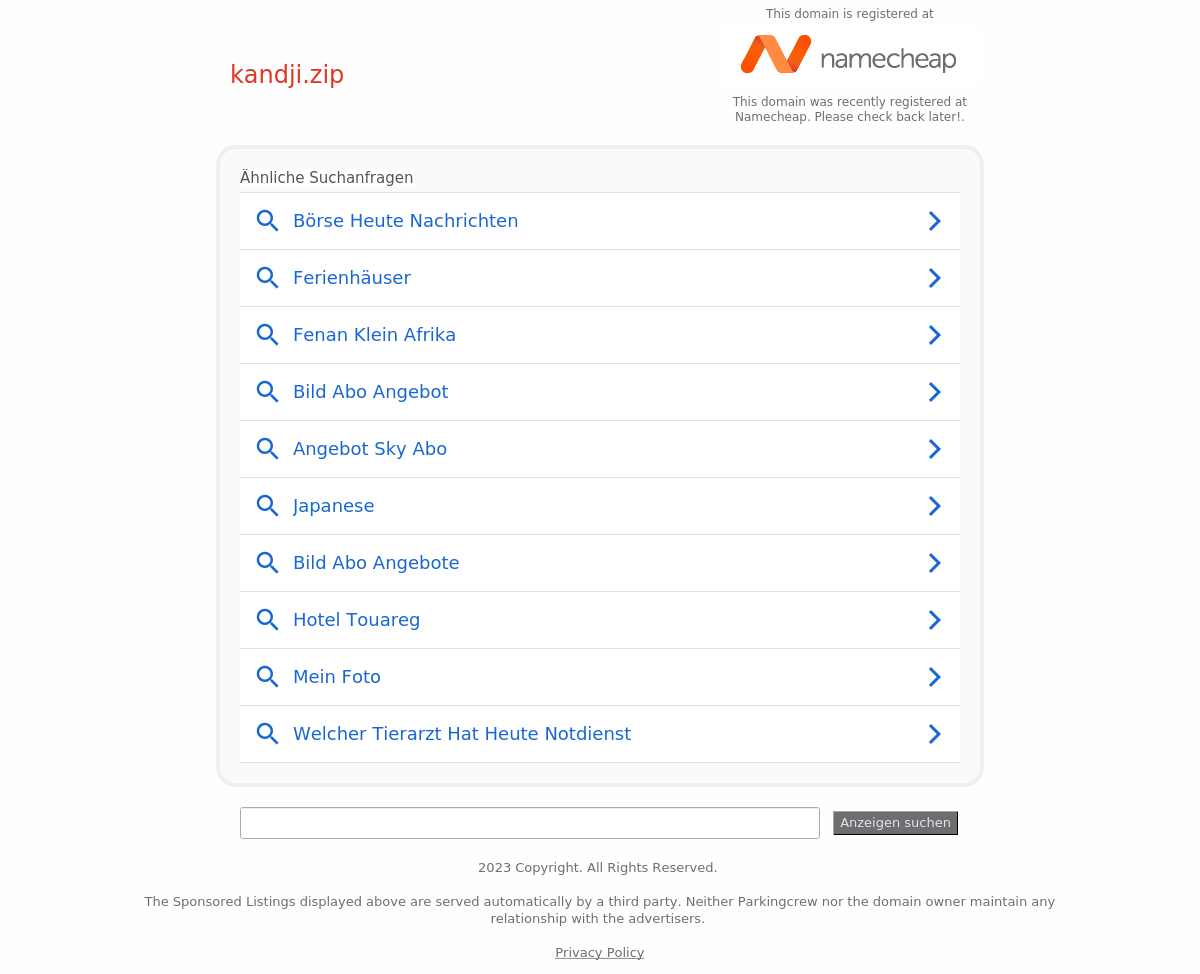 This domain is registered at
namecheap
kandji.zip
This domain was recently registered at
Namecheap. Please check back later!.
Ähnliche Suchanfragen
Börse Heute Nachrichten
Ferienhäuser
Fenan Klein Afrika
Bild Abo Angebot
Angebot Sky Abo
Japanese
Bild Abo Angebote
Hotel Touareg
Mein Foto
Welcher Tierarzt Hat Heute Notdienst
Anzeigen suchen
2023 Copyright. All Rights Reserved.
The Sponsored Listings displayed above are served automatically by a third party. Neither Parkingcrew nor the domain owner maintain any
relationship with the advertisers.
Privacy Policy